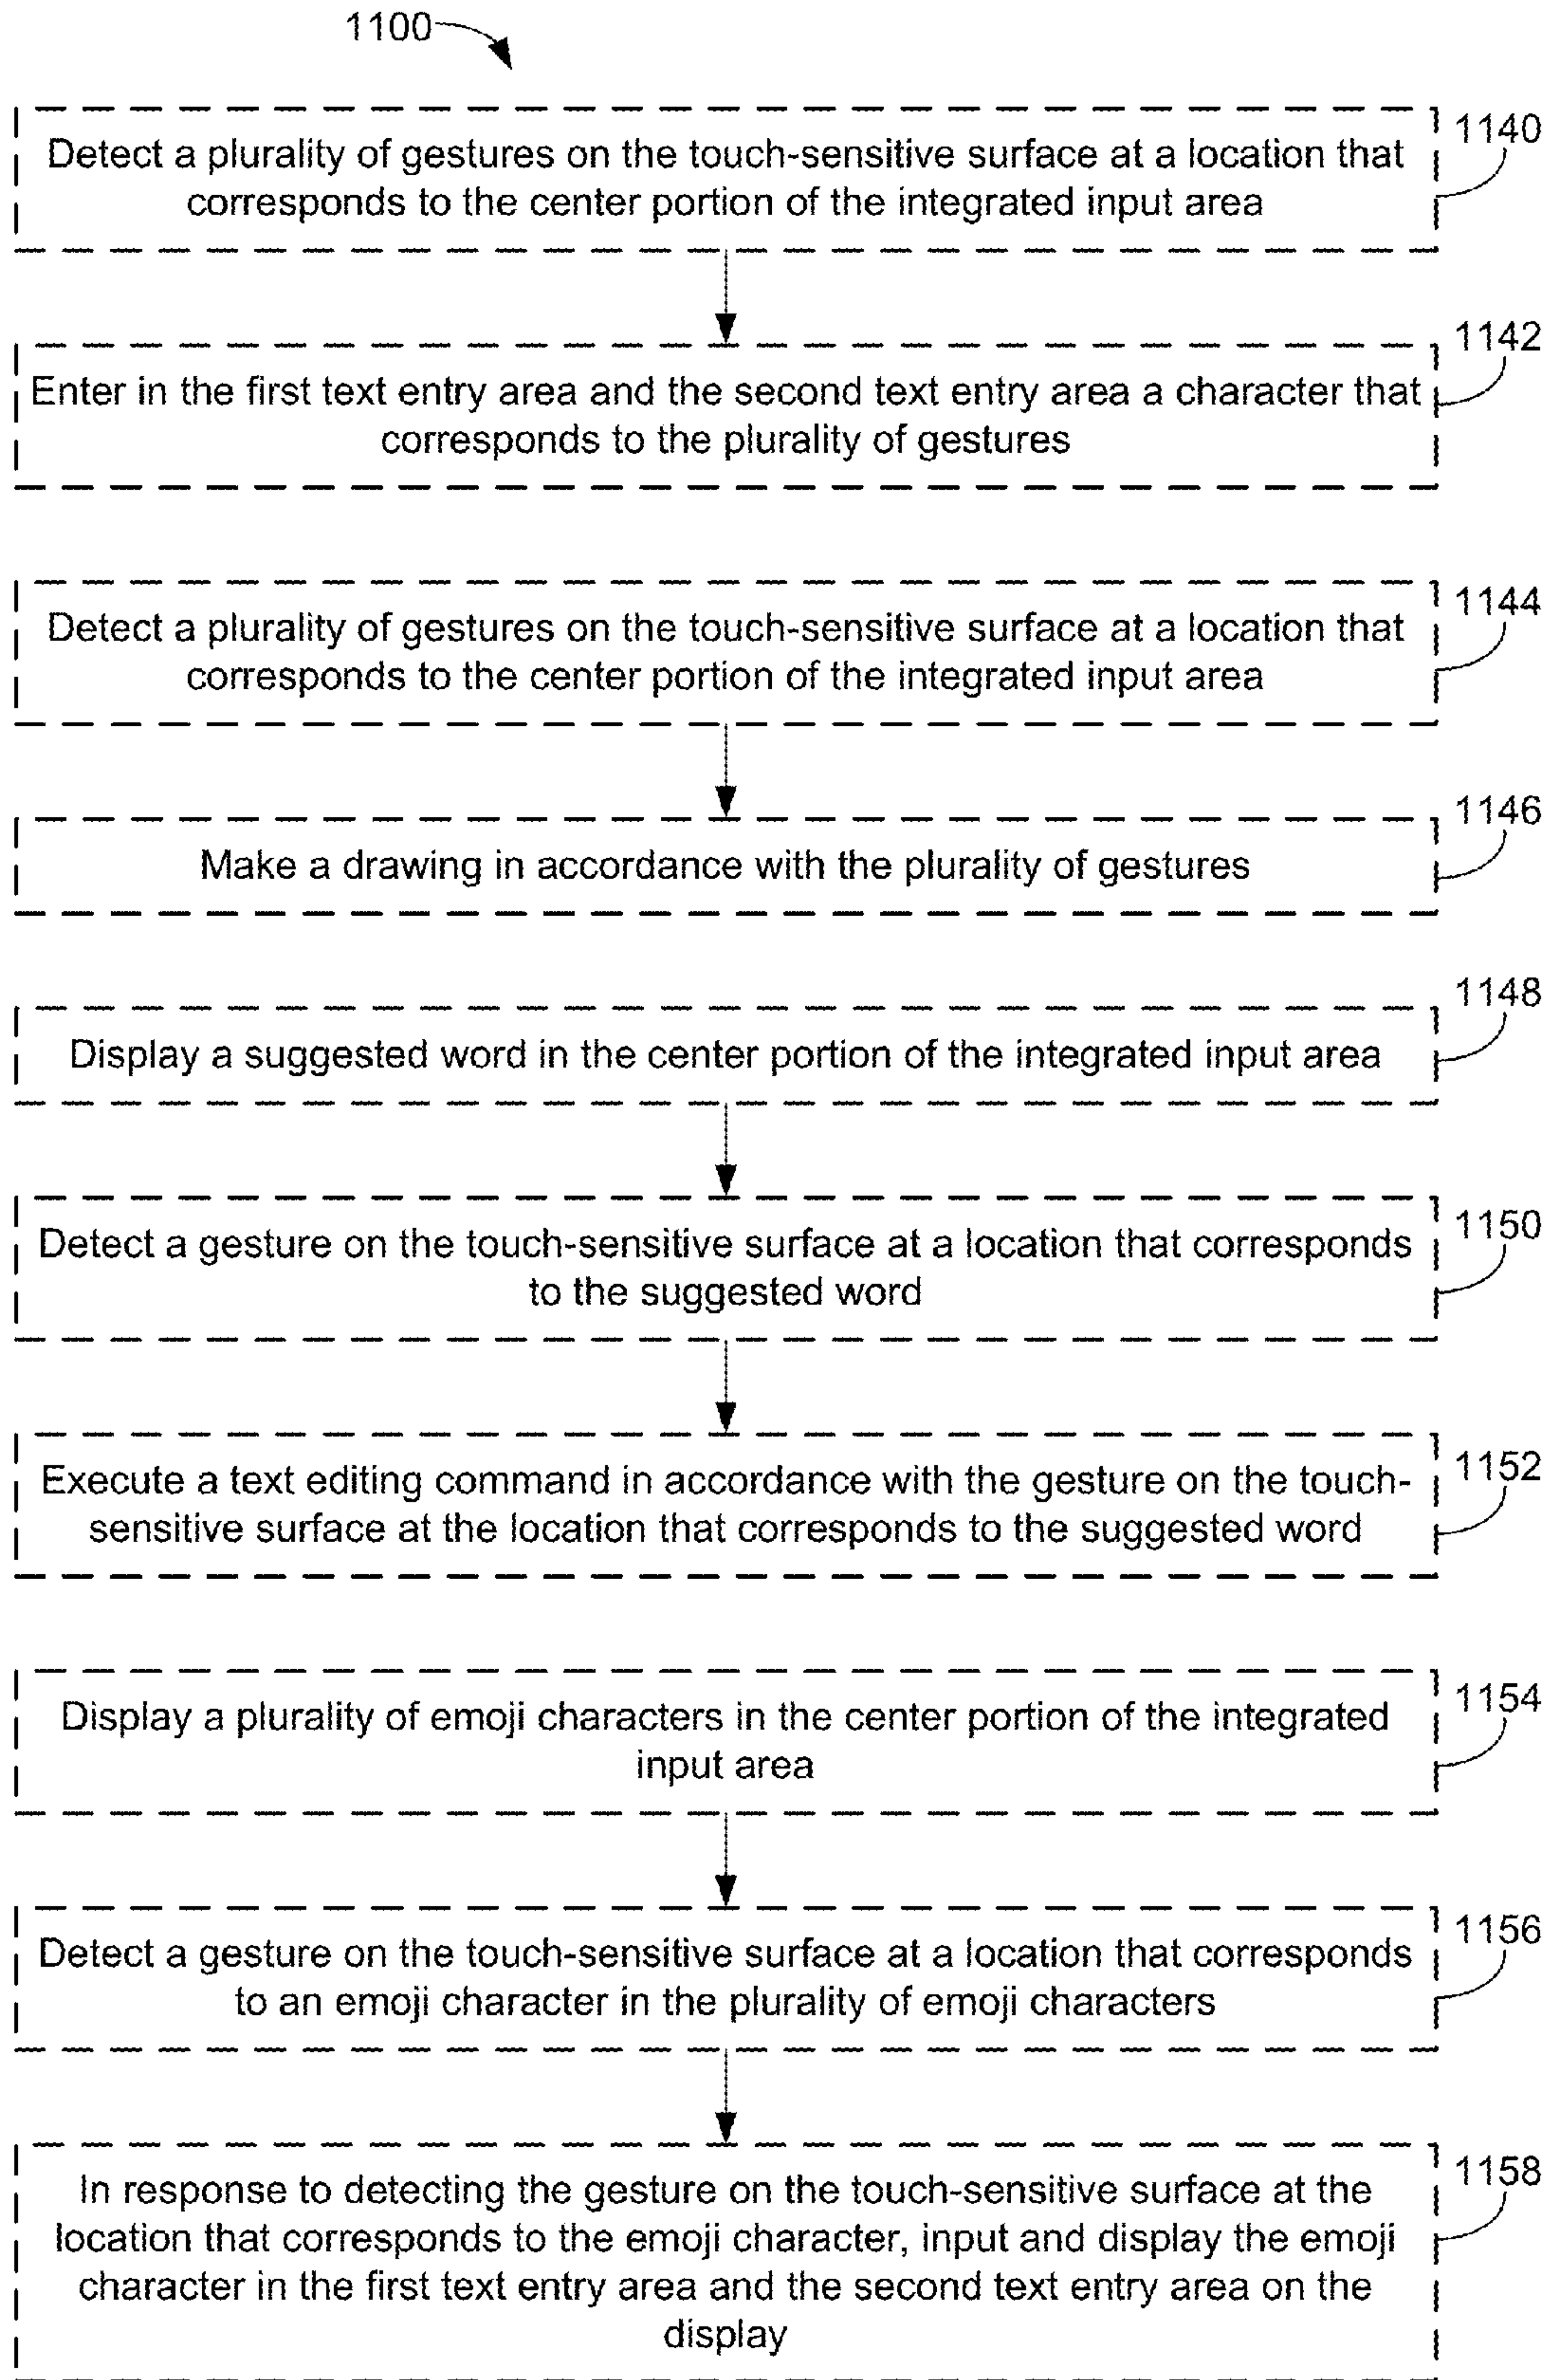 1100
1140
Detect a plurality of gestures on the touch-sensitive surface at a location that
corresponds to the center portion of the integrated input area
1142
Enter in the first text entry area and the second text entry area a character that
corresponds to the plurality of gestures
1144
Detect a plurality of gestures on the touch-sensitive surface at a location that
corresponds to the center portion of the integrated input area
1146
Make a drawing in accordance with the plurality of gestures
1148
Display a suggested word in the center portion of the integrated input area
1150
Detect a gesture on the touch-sensitive surface at a location that corresponds
to the suggested word
1152
Execute a text editing command in accordance with the gesture on the touch-
sensitive surface at the location that corresponds to the suggested word
1154
Display a plurality of emoji characters in the center portion of the integrated
input area
1156
Detect a gesture on the touch-sensitive surface at a location that corresponds
to an emoji character in the plurality of emoji characters
1158
In response to detecting the gesture on the touch-sensitive surface at the
location that corresponds to the emoji character, input and display the emoji
character in the first text entry area and the second text entry area on the
display